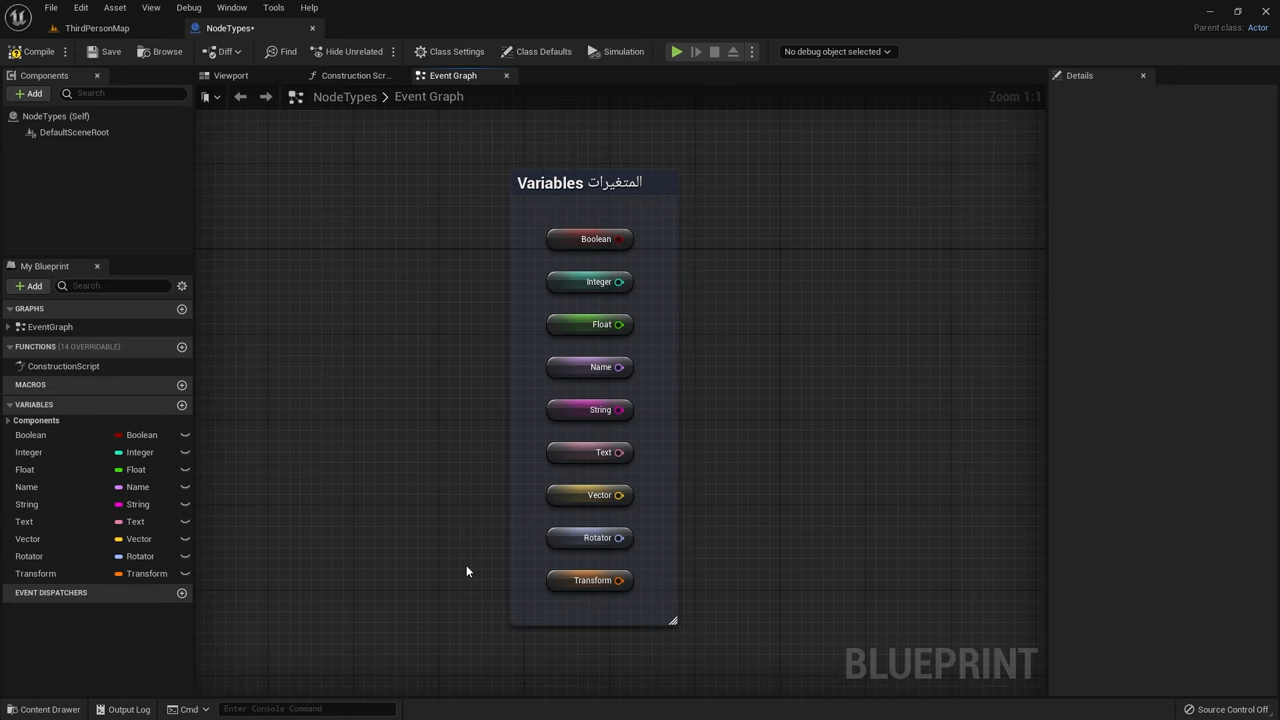 File Edit Asset View Debug Window Tools Help
ThirdPersonMap
NodeTypes*
Parent class: Actor
Compile
Save
Browse
Diff
Find
Hide Unrelated
Class Settings
Class Defaults
Simulation
No debug object selected
Components
Viewport
Construction Scr...
Event Graph
Details
Add
Search
NodeTypes > Event Graph
Zoom 1:1
NodeTypes (Self)
DefaultSceneRoot
My Blueprint
Add
Search
GRAPHS
EventGraph
FUNCTIONS (14 OVERRIDABLE)
ConstructionScript
MACROS
VARIABLES
Components
Boolean Boolean
Integer Integer
Float Float
Name Name
String String
Text Text
Vector Vector
Rotator Rotator
Transform Transform
EVENT DISPATCHERS
Variables المتغيرات
Boolean
Integer
Float
Name
String
Text
Vector
Rotator
Transform
BLUEPRINT
Content Drawer
Output Log
Cmd
Enter Console Command
Source Control Off